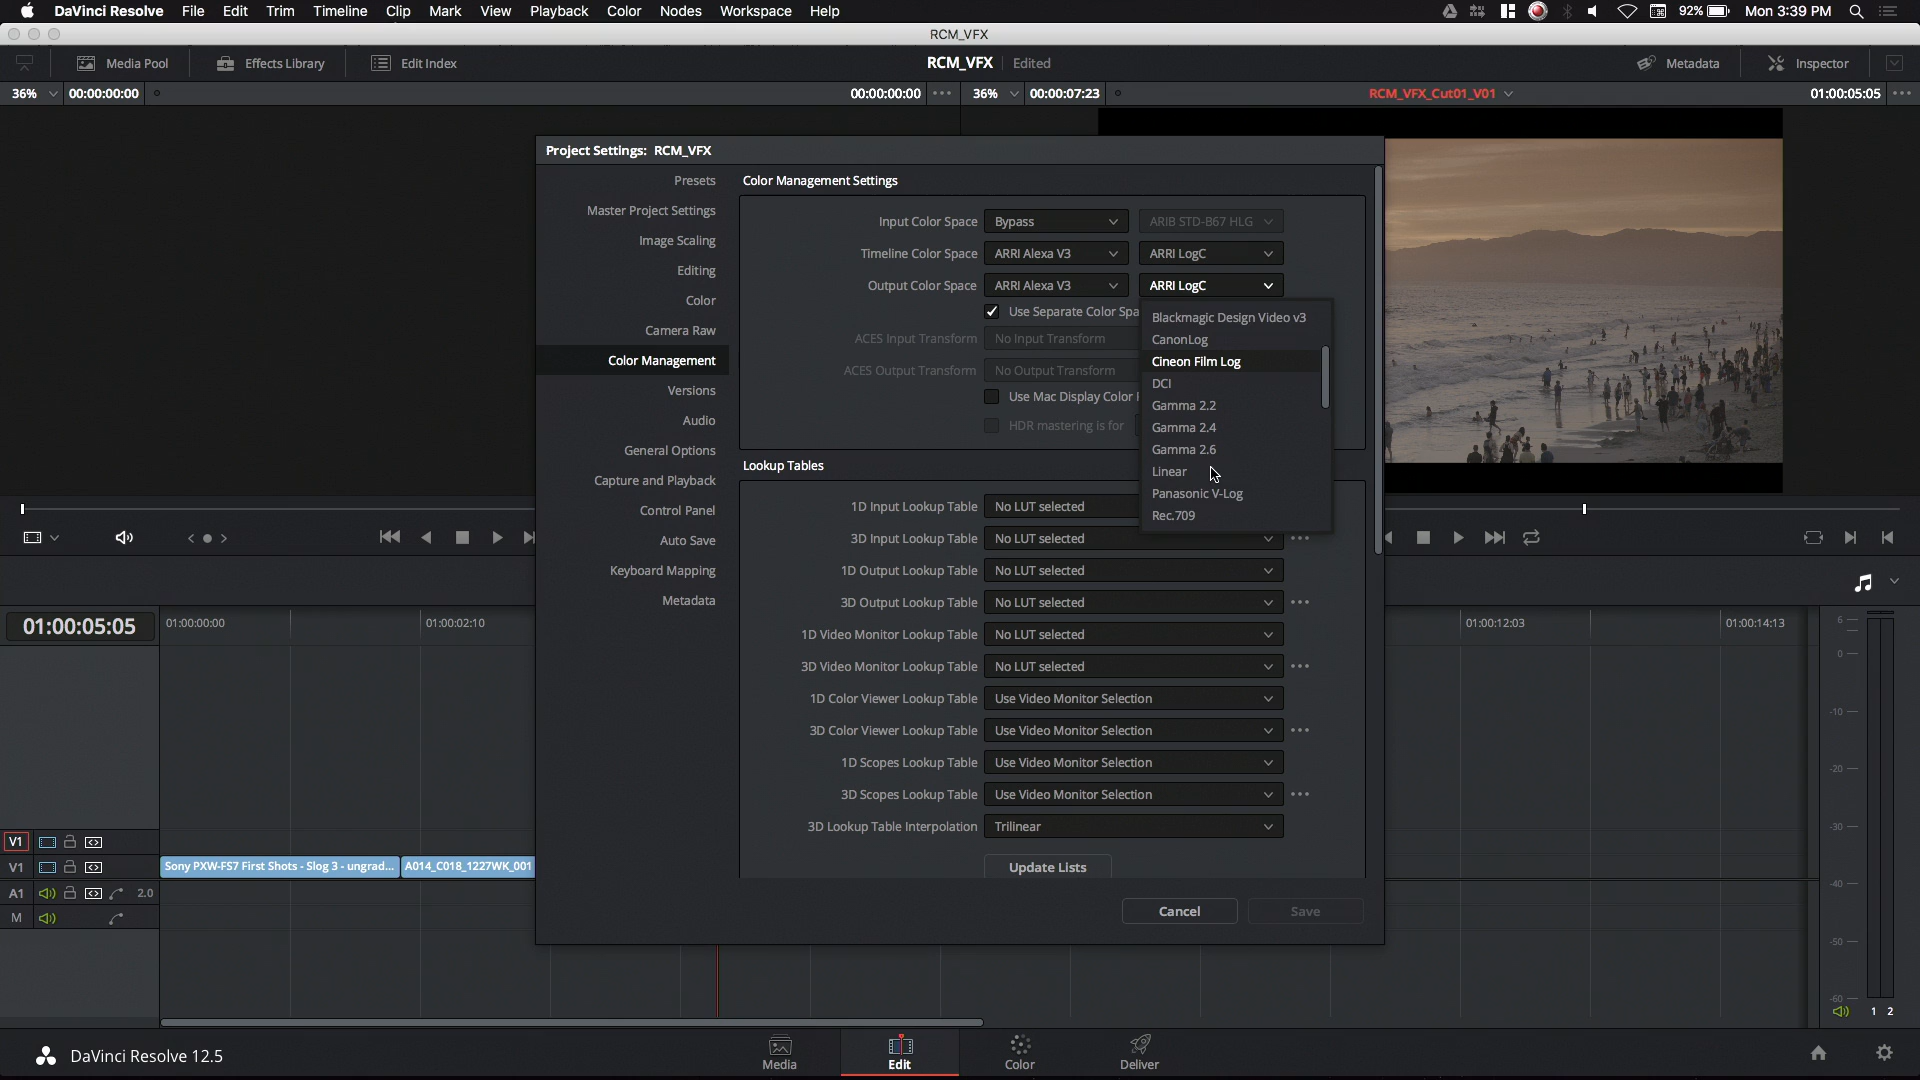 DaVinci Resolve File Edit Trim Timeline Clip Mark View Playback Color Nodes Workspace Help 92% Mon 3:39 PM
RCM_VFX
Media Pool Effects Library Edit Index RCM_VFX Edited Metadata Inspector
36% 00:00:00:00 00:00:00:00 36% 00:00:07:23 RCM_VFX_Cut01_V01 01:00:05:05
Project Settings: RCM_VFX
Presets
Master Project Settings
Image Scaling
Editing
Color
Camera Raw
Color Management
Versions
Audio
General Options
Capture and Playback
Control Panel
Auto Save
Keyboard Mapping
Metadata
Color Management Settings
Input Color Space Bypass ARIB STD-B67 HLG
Timeline Color Space ARRI Alexa V3 ARRI LogC
Output Color Space ARRI Alexa V3 ARRI LogC
Use Separate Color Spa
ACES Input Transform No Input Transform
ACES Output Transform No Output Transform
Use Mac Display Color
HDR mastering is for
Blackmagic Design Video v3
CanonLog
Cineon Film Log
DCI
Gamma 2.2
Gamma 2.4
Gamma 2.6
Linear
Panasonic V-Log
Rec.709
Lookup Tables
1D Input Lookup Table No LUT selected
3D Input Lookup Table No LUT selected
1D Output Lookup Table No LUT selected
3D Output Lookup Table No LUT selected
1D Video Monitor Lookup Table No LUT selected
3D Video Monitor Lookup Table No LUT selected
1D Color Viewer Lookup Table Use Video Monitor Selection
3D Color Viewer Lookup Table Use Video Monitor Selection
1D Scopes Lookup Table Use Video Monitor Selection
3D Scopes Lookup Table Use Video Monitor Selection
3D Lookup Table Interpolation Trilinear
Update Lists
Cancel Save
01:00:05:05 01:00:00:00 01:00:02:10 01:00:12:03 01:00:14:13
6
0
-10
-20
-30
-40
-50
-60
1 2
V1
V1 Sony PXW-FS7 First Shots - Slog 3 - ungrad... A014_C018_1227WK_001
A1 2.0
M
DaVinci Resolve 12.5 Media Edit Color Deliver